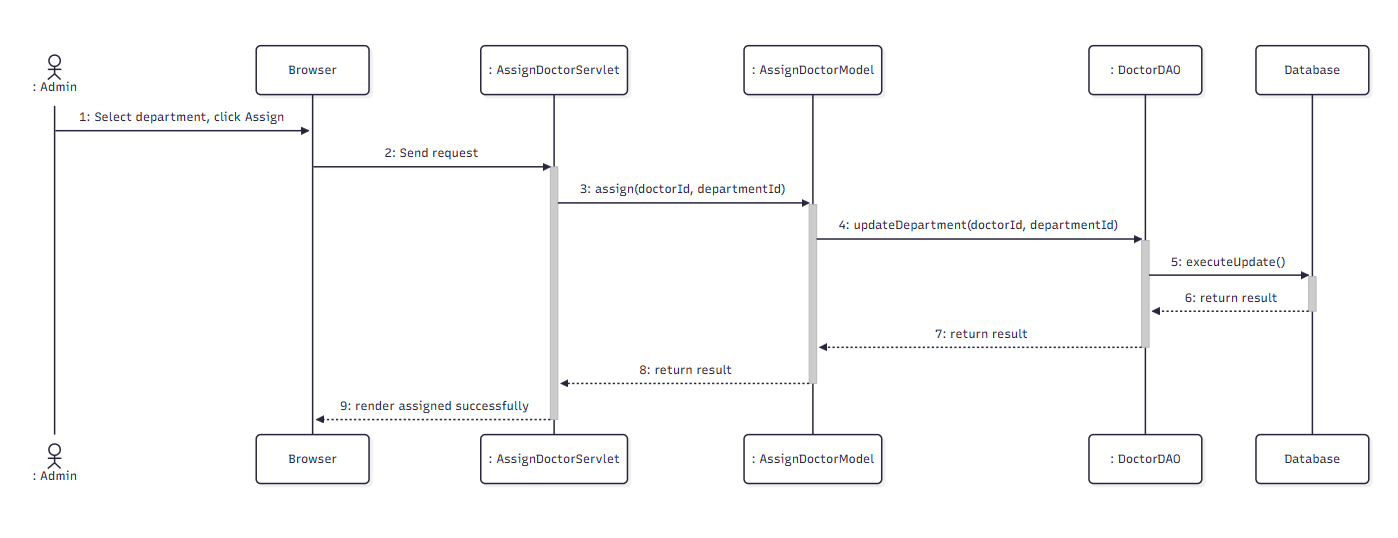 Browser
: AssignDoctorServlet
: AssignDoctorModel
: DoctorDAO
Database
: Admin
1: Select department, click Assign
2: Send request
3: assign(doctorId, departmentId)
4: updateDepartment(doctorId, departmentId)
5: executeUpdate()
6: return result
7: return result
8: return result
9: render assigned successfully
Browser
: AssignDoctorServlet
: AssignDoctorModel
: DoctorDAO
Database
: Admin